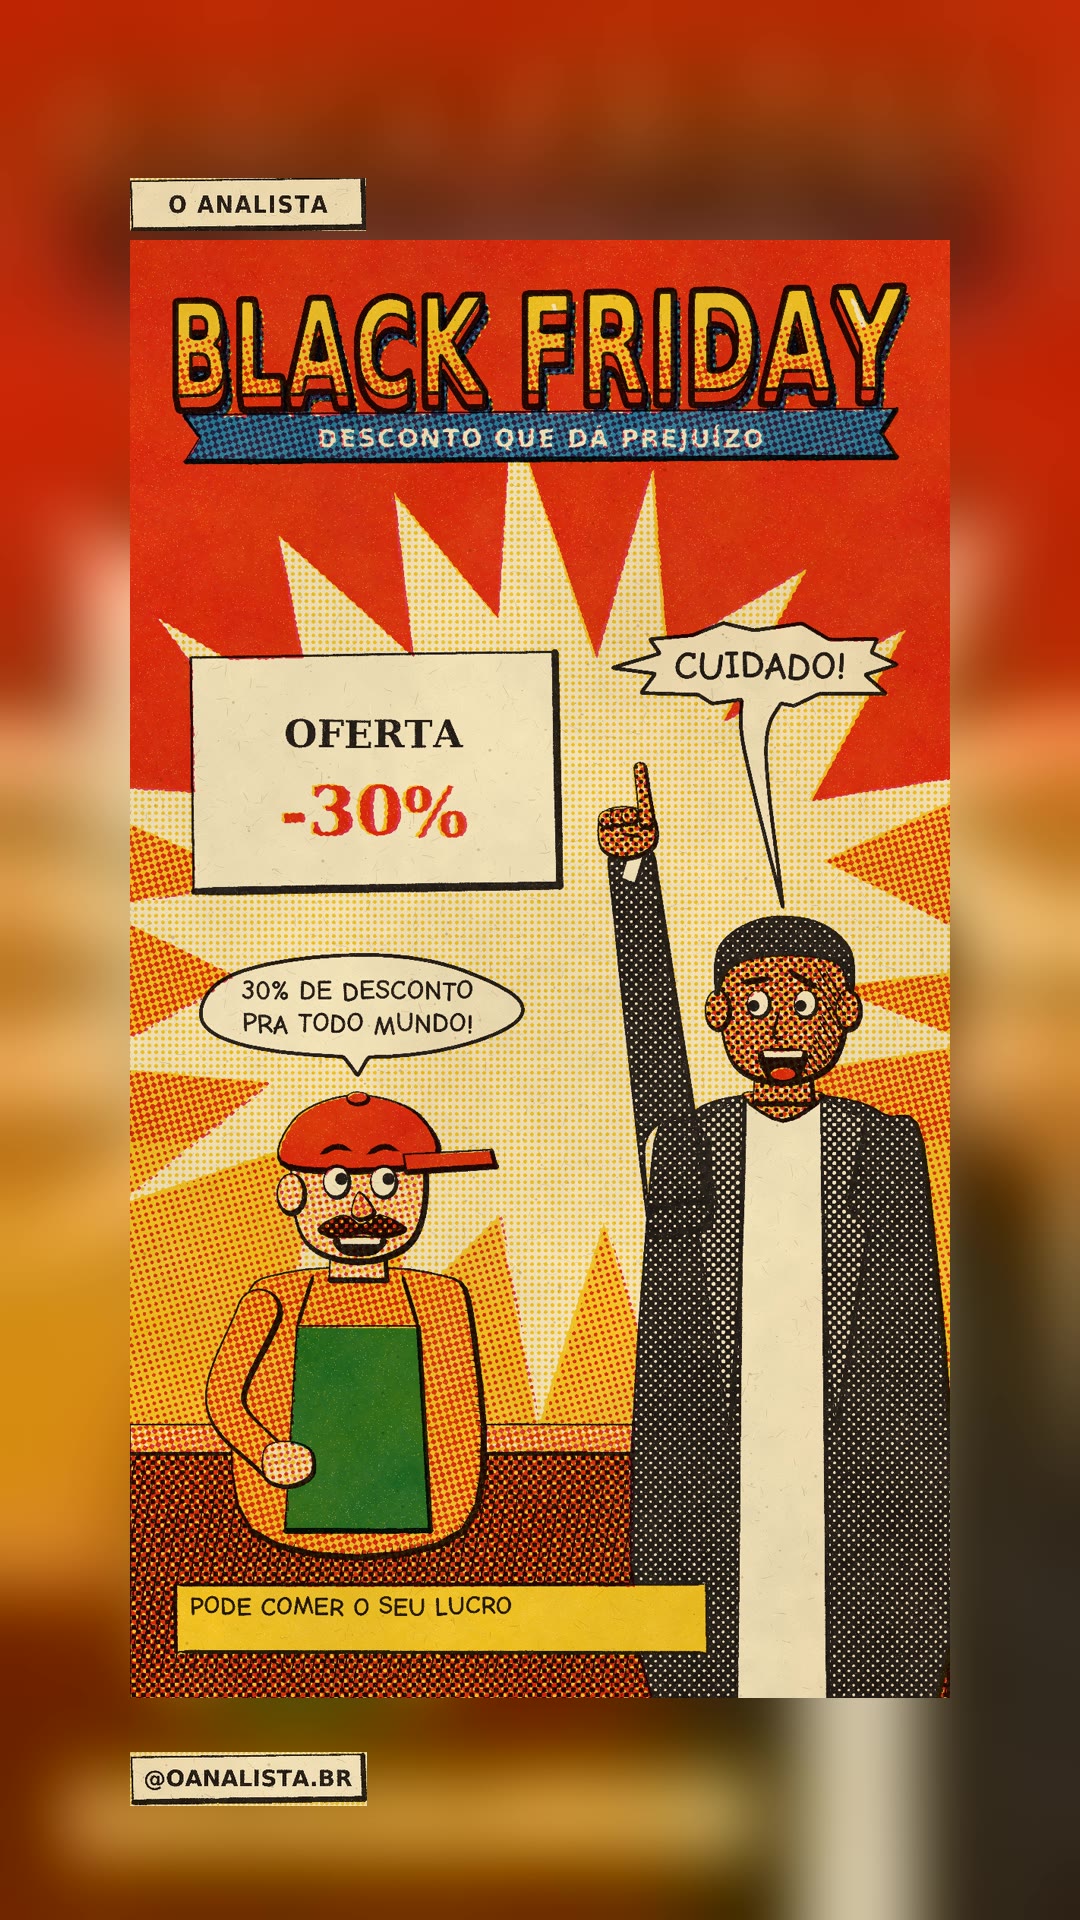 O ANALISTA
BLACK FRIDAY
DESCONTO QUE DÁ PREJUÍZO
CUIDADO!
OFERTA
-30%
30% DE DESCONTO
PRA TODO MUNDO!
PODE COMER O SEU LUCRO
@OANALISTA.BR